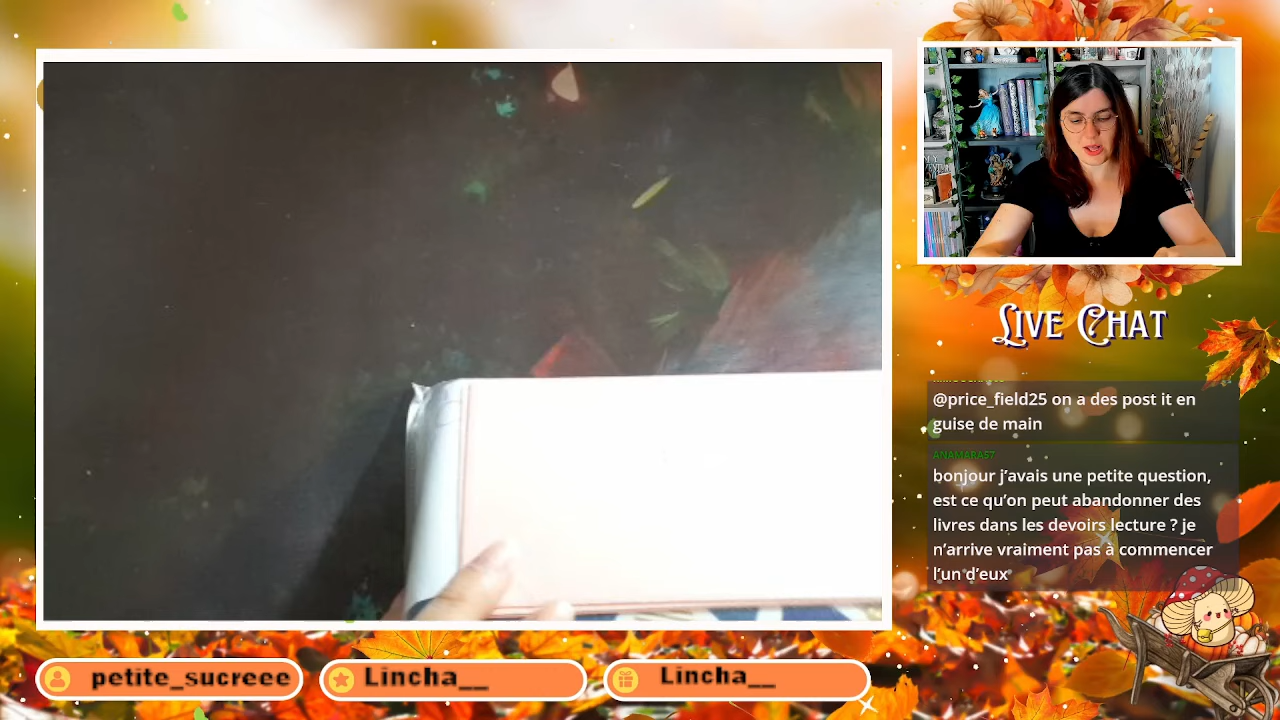 LIVE CHAT
@price_field25 on a des post it en
guise de main
ANAMARA57
bonjour j’avais une petite question,
est ce qu’on peut abandonner des
livres dans les devoirs lecture ? je
n’arrive vraiment pas à commencer
l’un d’eux
petite_sucreee
Lincha__
Lincha__